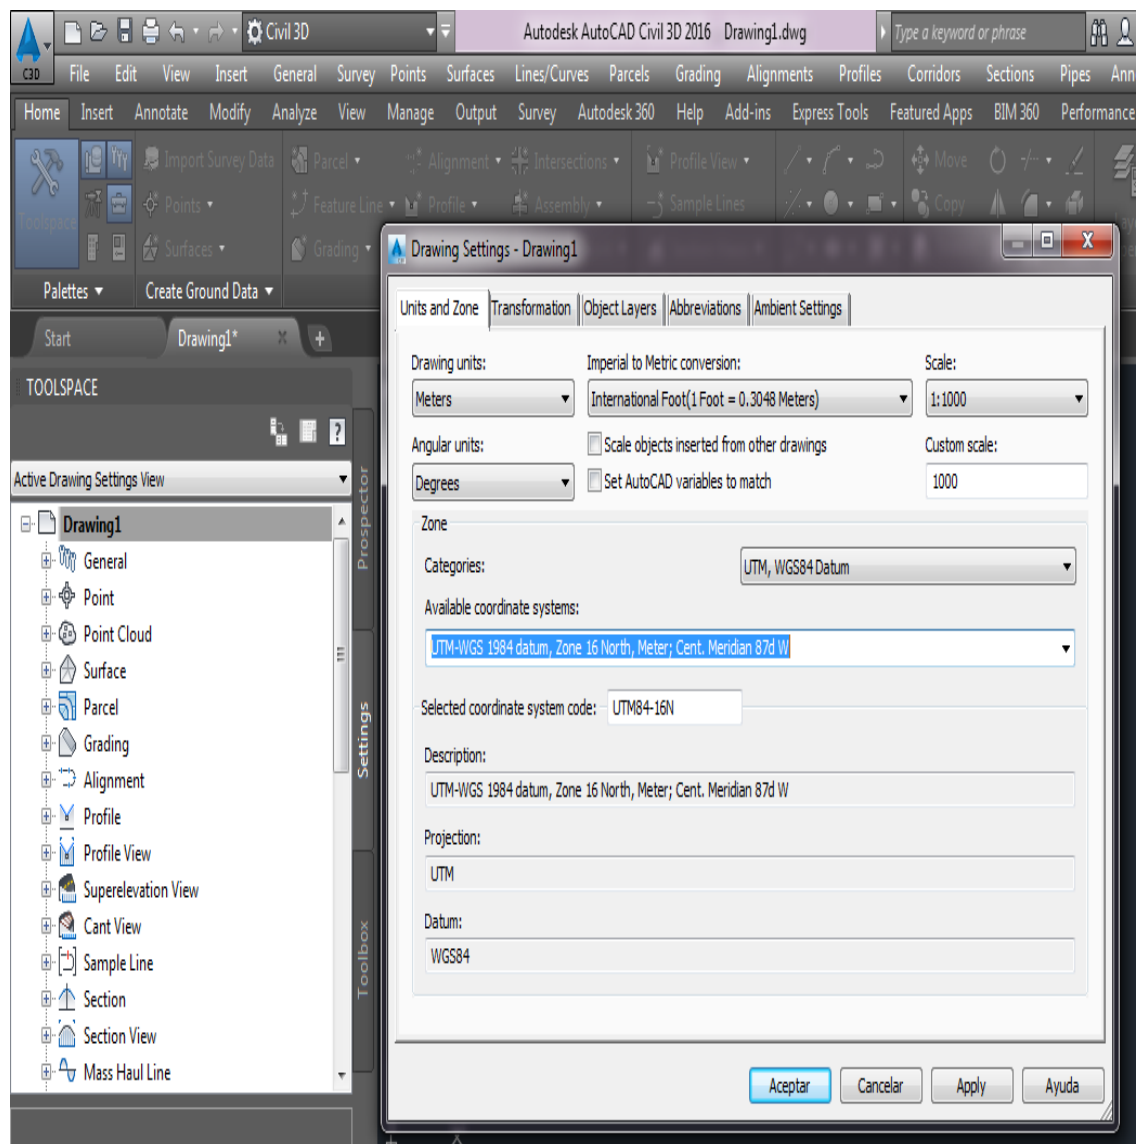 Civil 3D
Autodesk AutoCAD Civil 3D 2016 Drawing1.dwg
Type a keyword or phrase
C3D
File Edit View Insert General Survey Points Surfaces Lines/Curves Parcels Grading Alignments Profiles Corridors Sections Pipes Ann
Home Insert Annotate Modify Analyze View Manage Output Survey Autodesk 360 Help Add-ins Express Tools Featured Apps BIM 360 Performance
Import Survey Data Parcel Alignment Intersections Profile View Move
Toolspace Points Feature Line Profile Assembly Sample Lines Copy
Surfaces Grading
Palettes Create Ground Data
Start Drawing1*
TOOLSPACE
Active Drawing Settings View
Drawing1
General
Point
Point Cloud
Surface
Parcel
Grading
Alignment
Profile
Profile View
Superelevation View
Cant View
Sample Line
Section
Section View
Mass Haul Line
Prospector
Settings
Toolbox
Drawing Settings - Drawing1
Units and Zone Transformation Object Layers Abbreviations Ambient Settings
Drawing units: Imperial to Metric conversion: Scale:
Meters International Foot(1 Foot = 0.3048 Meters) 1:1000
Angular units: Scale objects inserted from other drawings Custom scale:
Degrees Set AutoCAD variables to match 1000
Zone
Categories: UTM, WGS84 Datum
Available coordinate systems:
UTM-WGS 1984 datum, Zone 16 North, Meter; Cent. Meridian 87d W
Selected coordinate system code: UTM84-16N
Description:
UTM-WGS 1984 datum, Zone 16 North, Meter; Cent. Meridian 87d W
Projection:
UTM
Datum:
WGS84
Aceptar Cancelar Apply Ayuda